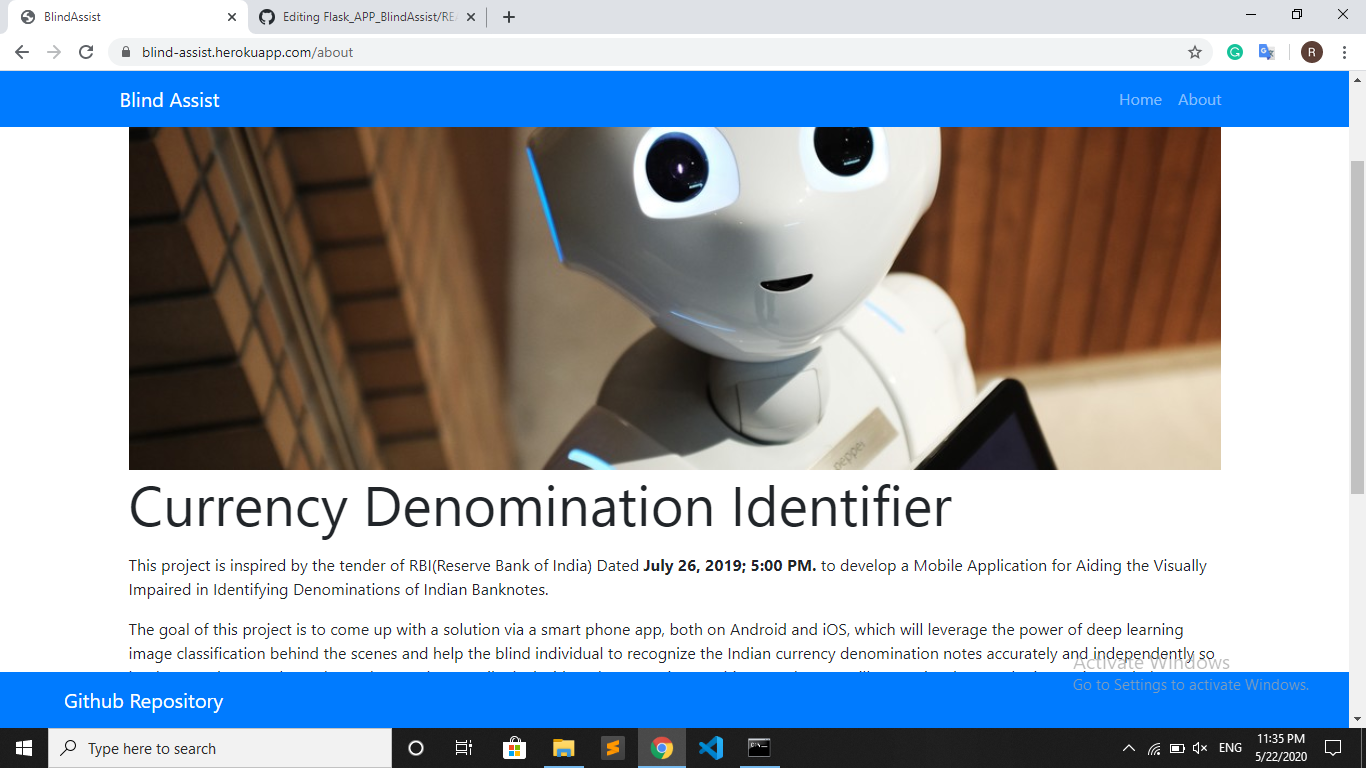 BlindAssist
Editing Flask_APP_BlindAssist/REA
blind-assist.herokuapp.com/about
R
Blind Assist
Home
About
pepper
Currency Denomination Identifier
This project is inspired by the tender of RBI(Reserve Bank of India) Dated July 26, 2019; 5:00 PM. to develop a Mobile Application for Aiding the Visually
Impaired in Identifying Denominations of Indian Banknotes.
The goal of this project is to come up with a solution via a smart phone app, both on Android and iOS, which will leverage the power of deep learning
image classification behind the scenes and help the blind individual to recognize the Indian currency denomination notes accurately and independently so
Activate Windows
Go to Settings to activate Windows.
Github Repository
Type here to search
ENG
11:35 PM
5/22/2020